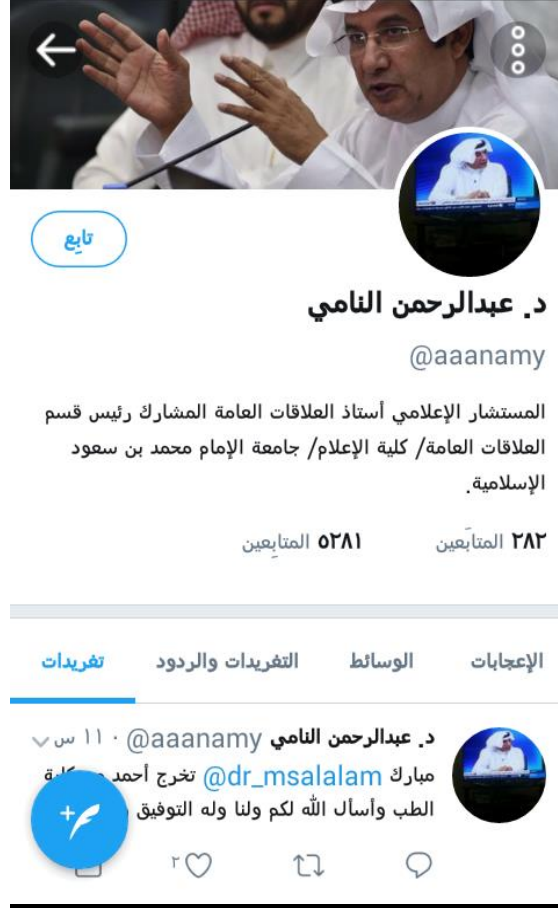 تابِع
د. عبدالرحمن النامي
@aaanamy
المستشار الإعلامي أستاذ العلاقات العامة المشارك رئيس قسم
العلاقات العامة/ كلية الإعلام/ جامعة الإمام محمد بن سعود
الإسلامية.
٢٨٢ المتابَعين ٥٢٨١ المتابِعين
الإعجابات الوسائط التغريدات والردود تغريدات
د. عبدالرحمن النامي @aaanamy · ١١ س
مبارك @dr_msalalam تخرج أحمد
الطب وأسأل الله لكم ولنا وله التوفيق
٢